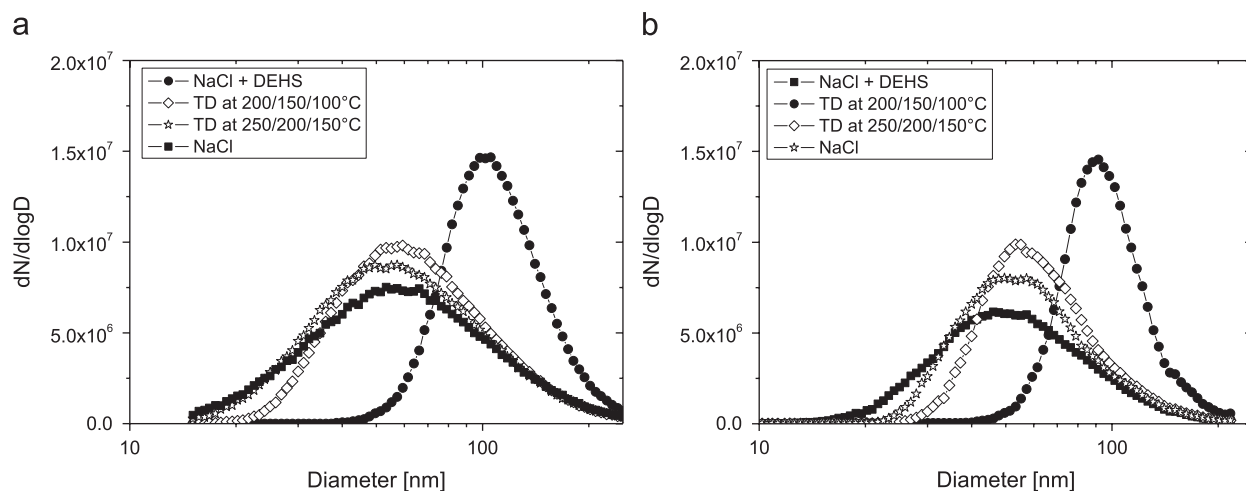 a
2.0x10⁷
1.5x10⁷
1.0x10⁷
5.0x10⁶
0.0
dN/dlogD
NaCl + DEHS
TD at 200/150/100°C
TD at 250/200/150°C
NaCl
10
100
Diameter [nm]
b
2.0x10⁷
1.5x10⁷
1.0x10⁷
5.0x10⁶
0.0
dN/dlogD
NaCl + DEHS
TD at 200/150/100°C
TD at 250/200/150°C
NaCl
10
100
Diameter [nm]